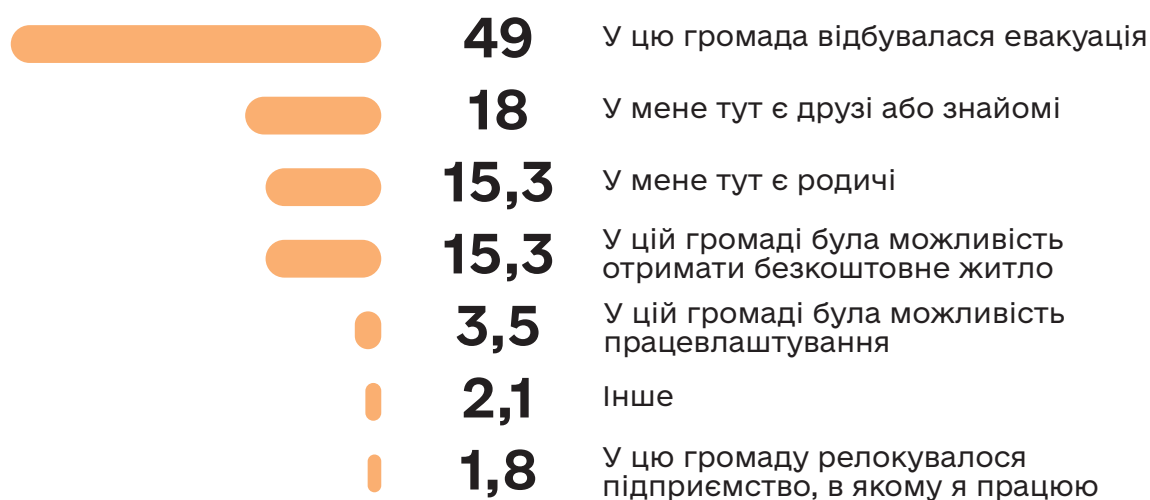 49 У цю громада відбувалася евакуація
18 У мене тут є друзі або знайомі
15,3 У мене тут є родичі
15,3 У цій громаді була можливість
отримати безкоштовне житло
3,5 У цій громаді була можливість
працевлаштування
2,1 Інше
1,8 У цю громаду релокувалося
підприємство, в якому я працюю